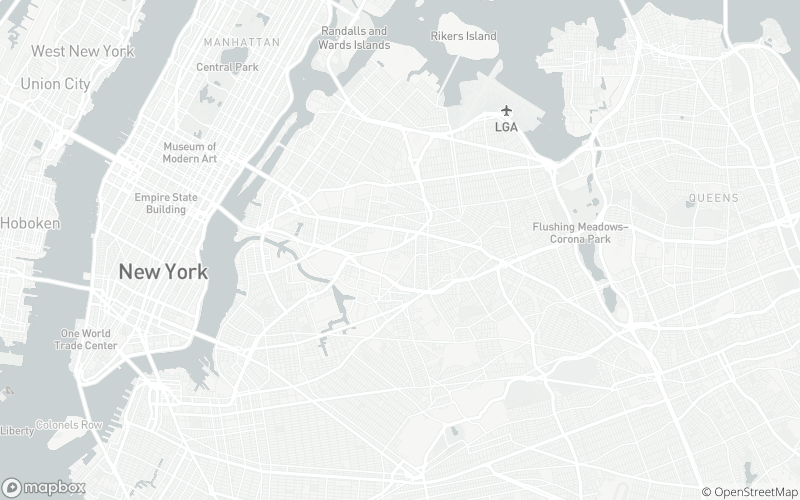 Randalls and
Wards Islands
Rikers Island
MANHATTAN
West New York
Central Park
Union City
LGA
Museum of
Modern Art
Empire State
Building
QUEENS
Hoboken
Flushing Meadows–
Corona Park
New York
One World
Trade Center
Colonels Row
Liberty
mapbox
© OpenStreetMap